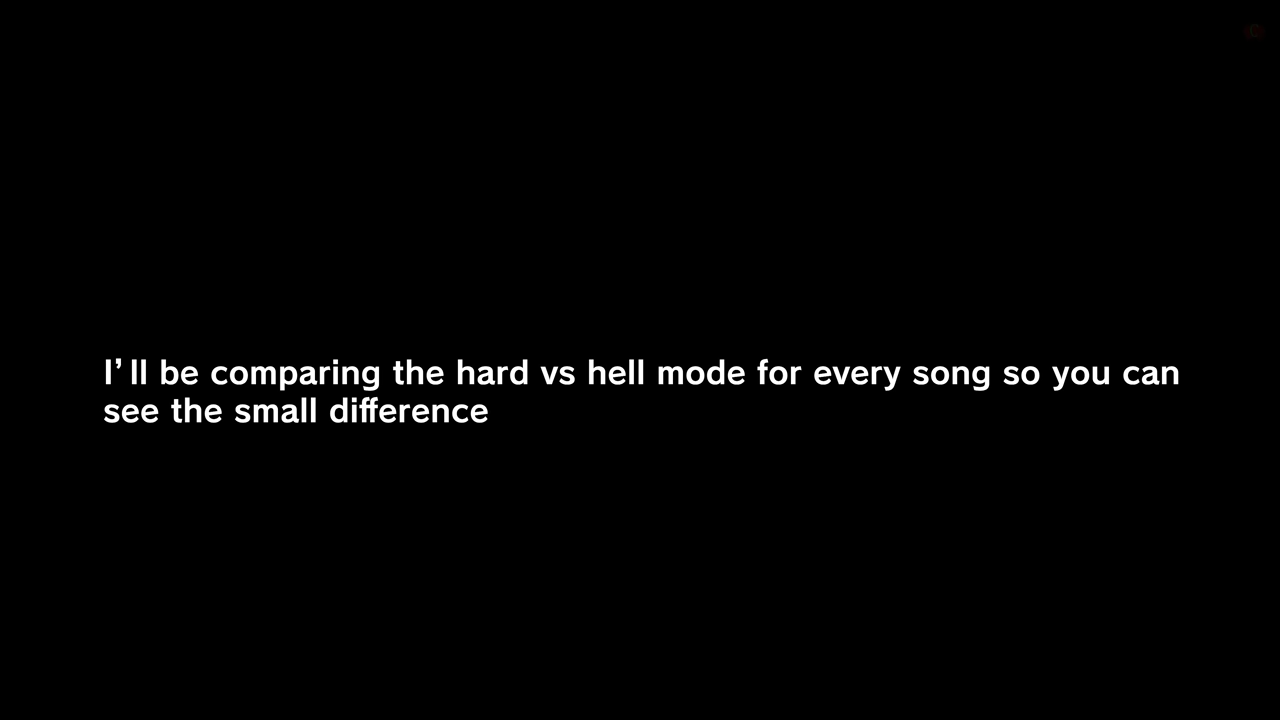 I’ll be comparing the hard vs hell mode for every song so you can
see the small difference